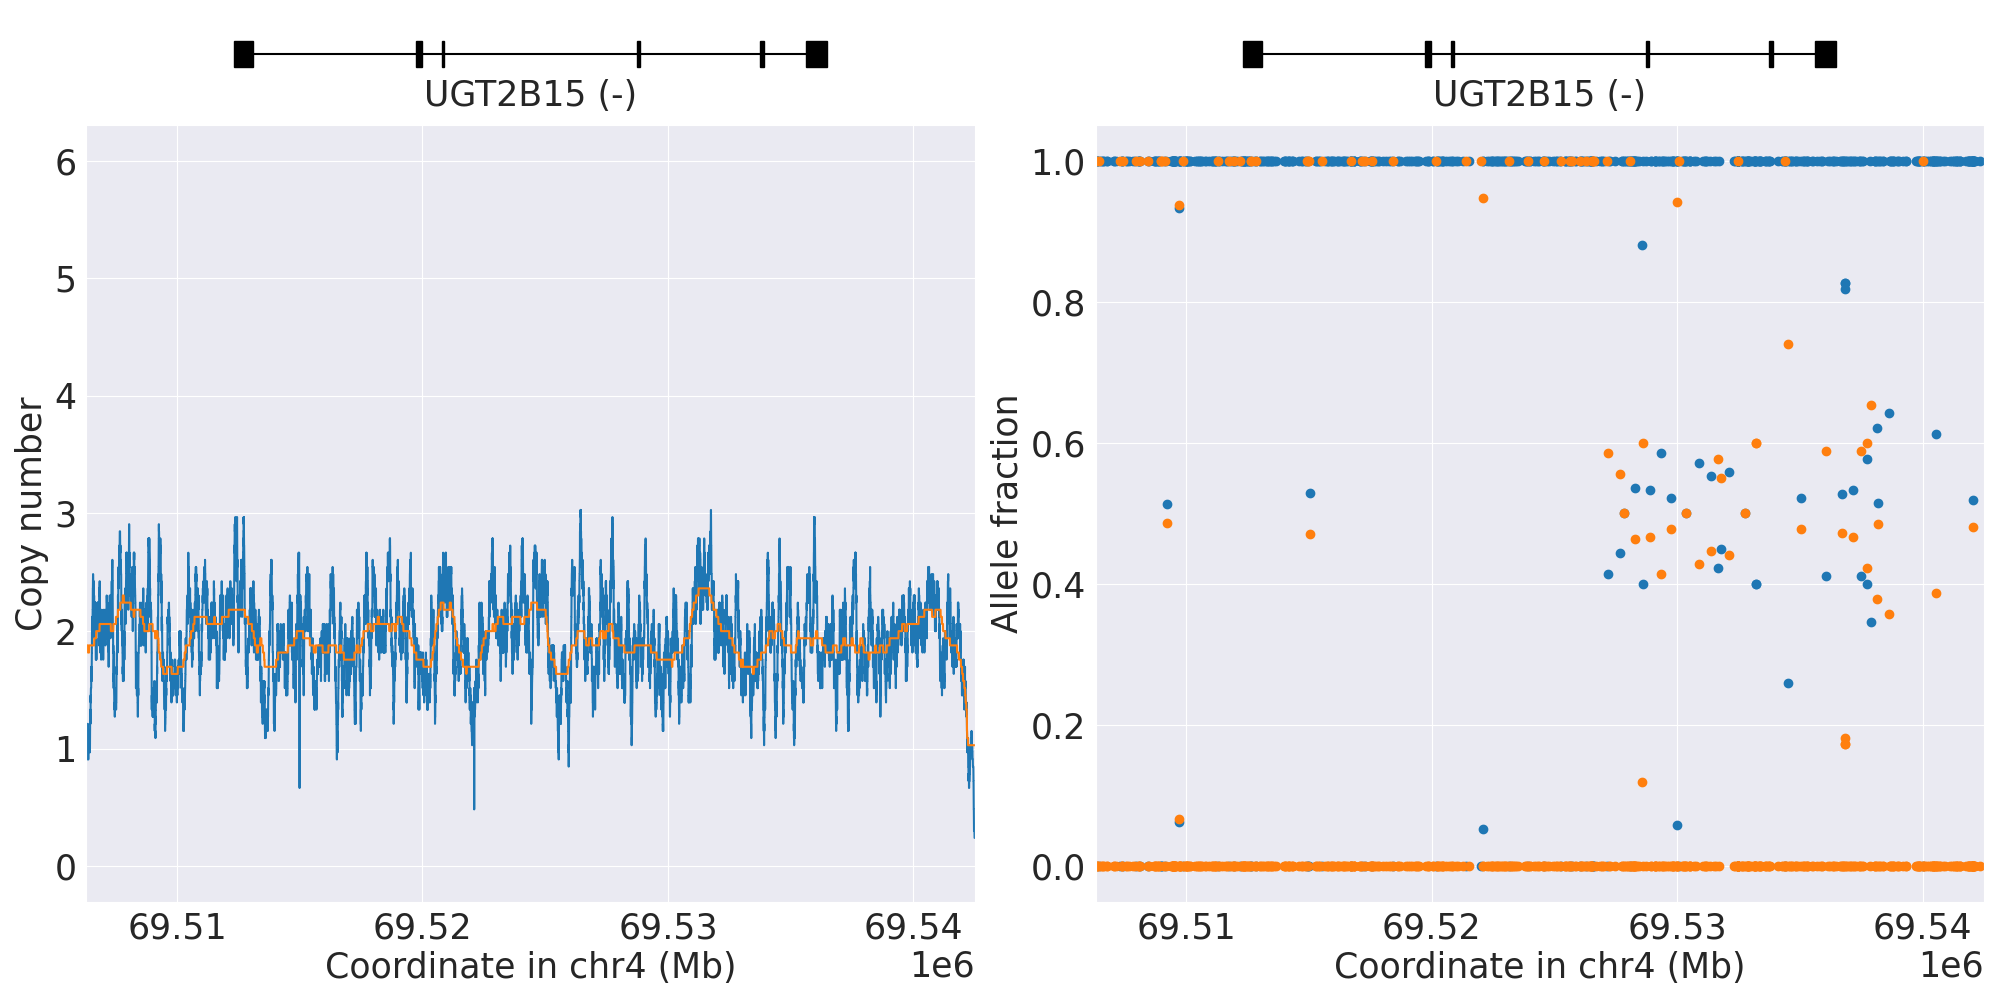 UGT2B15 (-)
Copy number
6
5
4
3
2
1
0
69.51 69.52 69.53 69.54
Coordinate in chr4 (Mb)
1e6
UGT2B15 (-)
Allele fraction
1.0
0.8
0.6
0.4
0.2
0.0
69.51 69.52 69.53 69.54
Coordinate in chr4 (Mb)
1e6